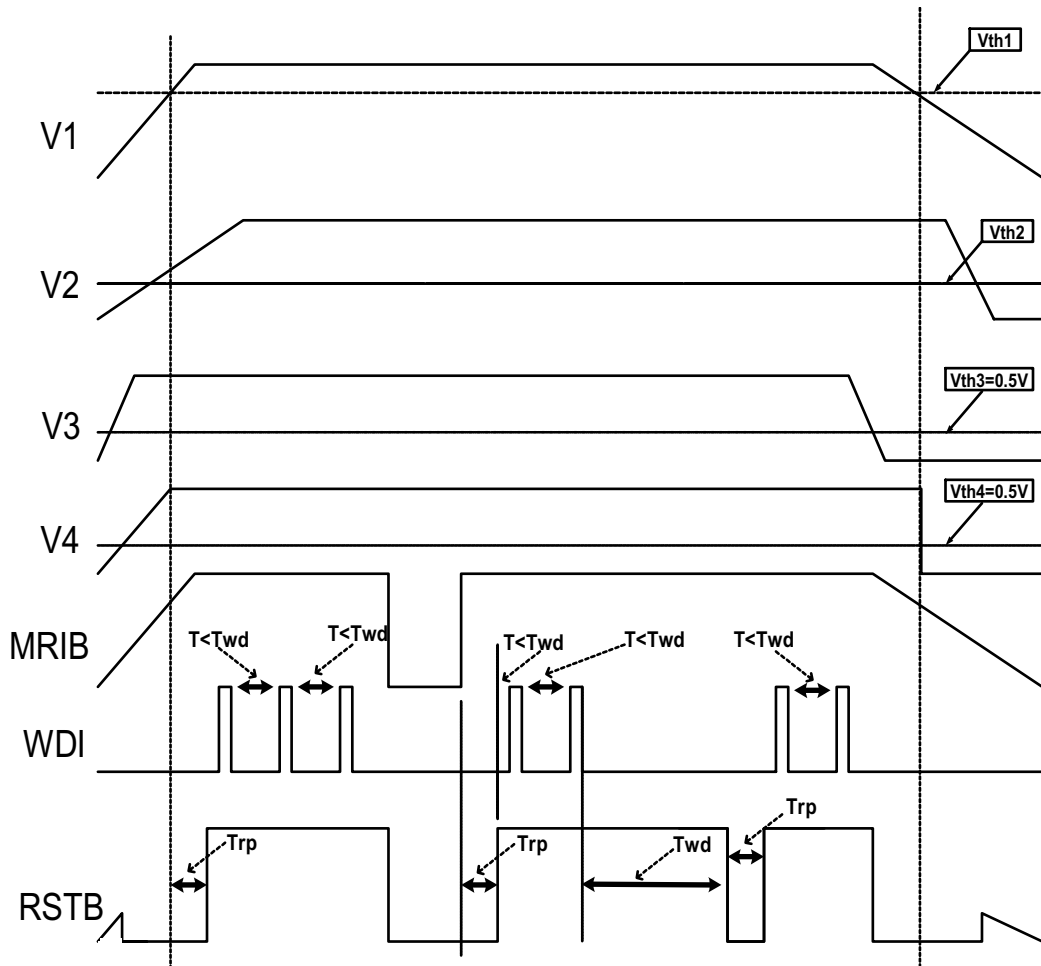 Vth1
V1
Vth2
V2
Vth3=0.5V
V3
Vth4=0.5V
V4
MRIB
T<Twd
T<Twd
T<Twd
T<Twd
T<Twd
WDI
Trp
Trp
Twd
Trp
RSTB